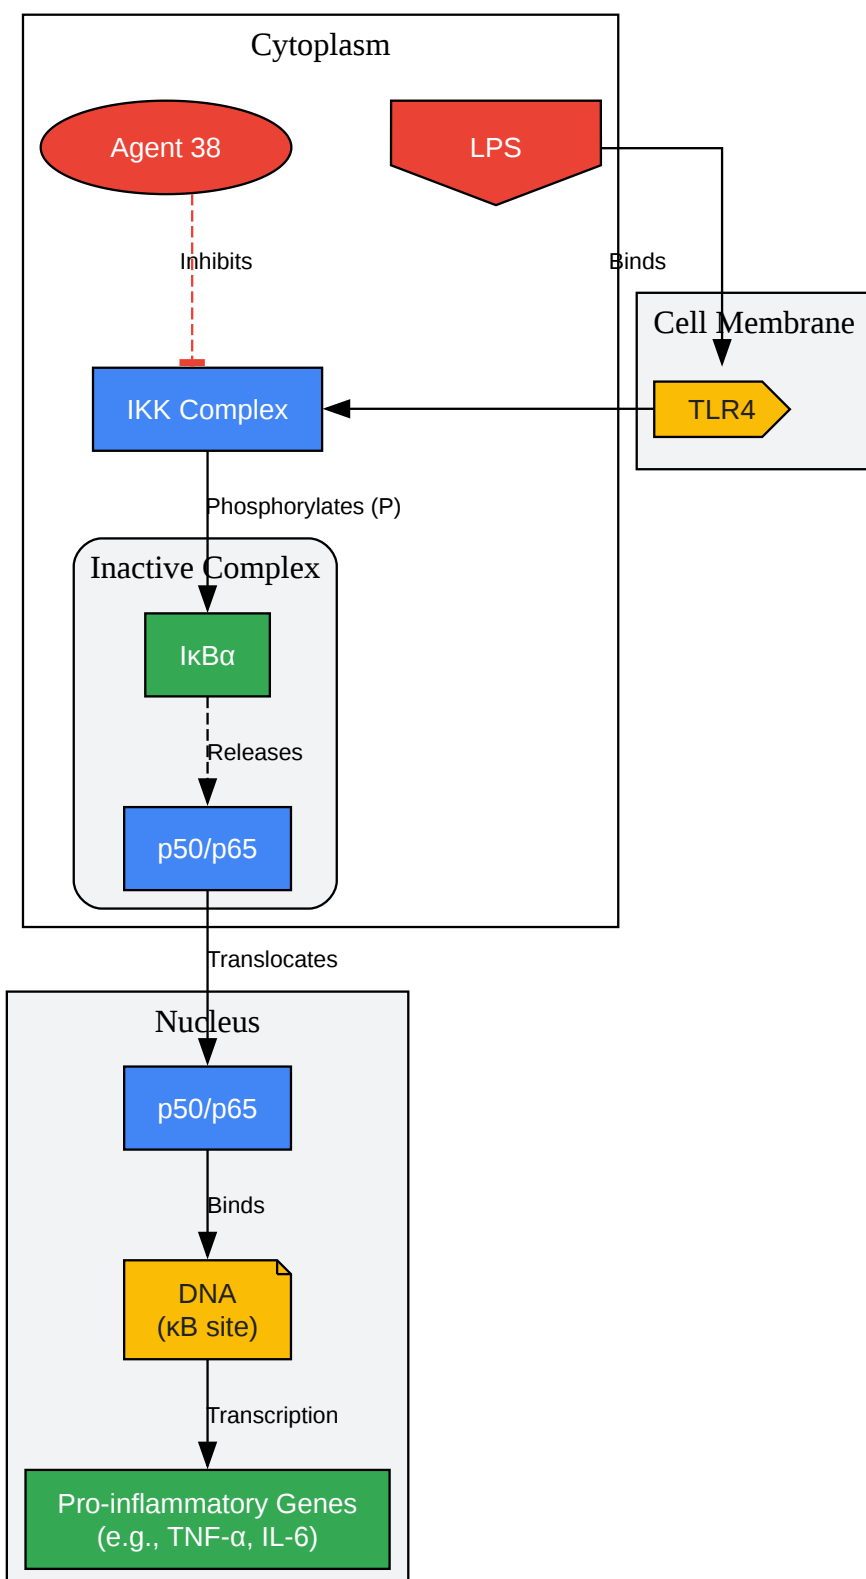 Cytoplasm
Agent 38
LPS
Inhibits
Binds
Cell Membrane
IKK Complex
TLR4
Phosphorylates (P)
Inactive Complex
IκBα
Releases
p50/p65
Translocates
Nucleus
p50/p65
Binds
DNA
(κB site)
Transcription
Pro-inflammatory Genes
(e.g., TNF-α, IL-6)